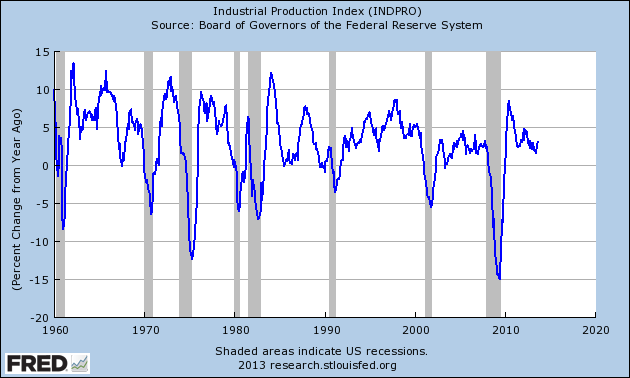 Industrial Production Index (INDPRO)
Source: Board of Governors of the Federal Reserve System
(Percent Change from Year Ago)
15
10
5
0
-5
-10
-15
-20
1960 1970 1980 1990 2000 2010 2020
Shaded areas indicate US recessions.
2013 research.stlouisfed.org
FRED